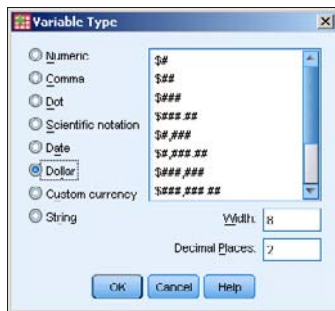 Variable Type
Numeric
Comma
Dot
Scientific notation
Date
Dollar
Custom currency
String
$#
$##
$###
$###.##
$#,###
$#,###.##
$###,###
$###,###.##
Width: 8
Decimal Places: 2
OK Cancel Help